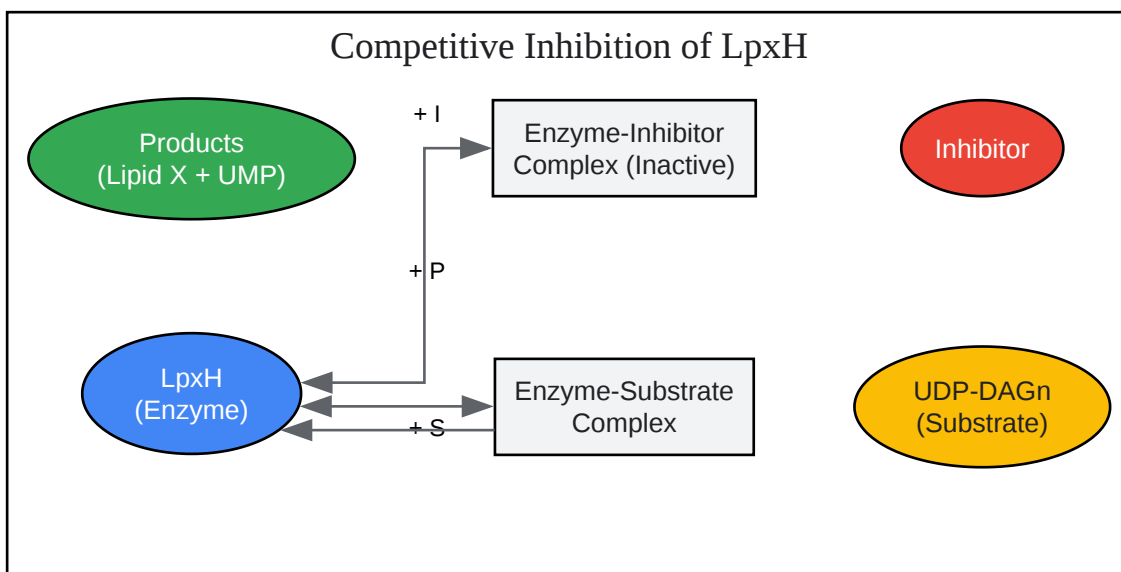 Competitive Inhibition of LpxH
+ I
Products
(Lipid X + UMP)
Enzyme-Inhibitor
Complex (Inactive)
Inhibitor
+ P
LpxH
(Enzyme)
Enzyme-Substrate
Complex
UDP-DAGn
(Substrate)
+ S